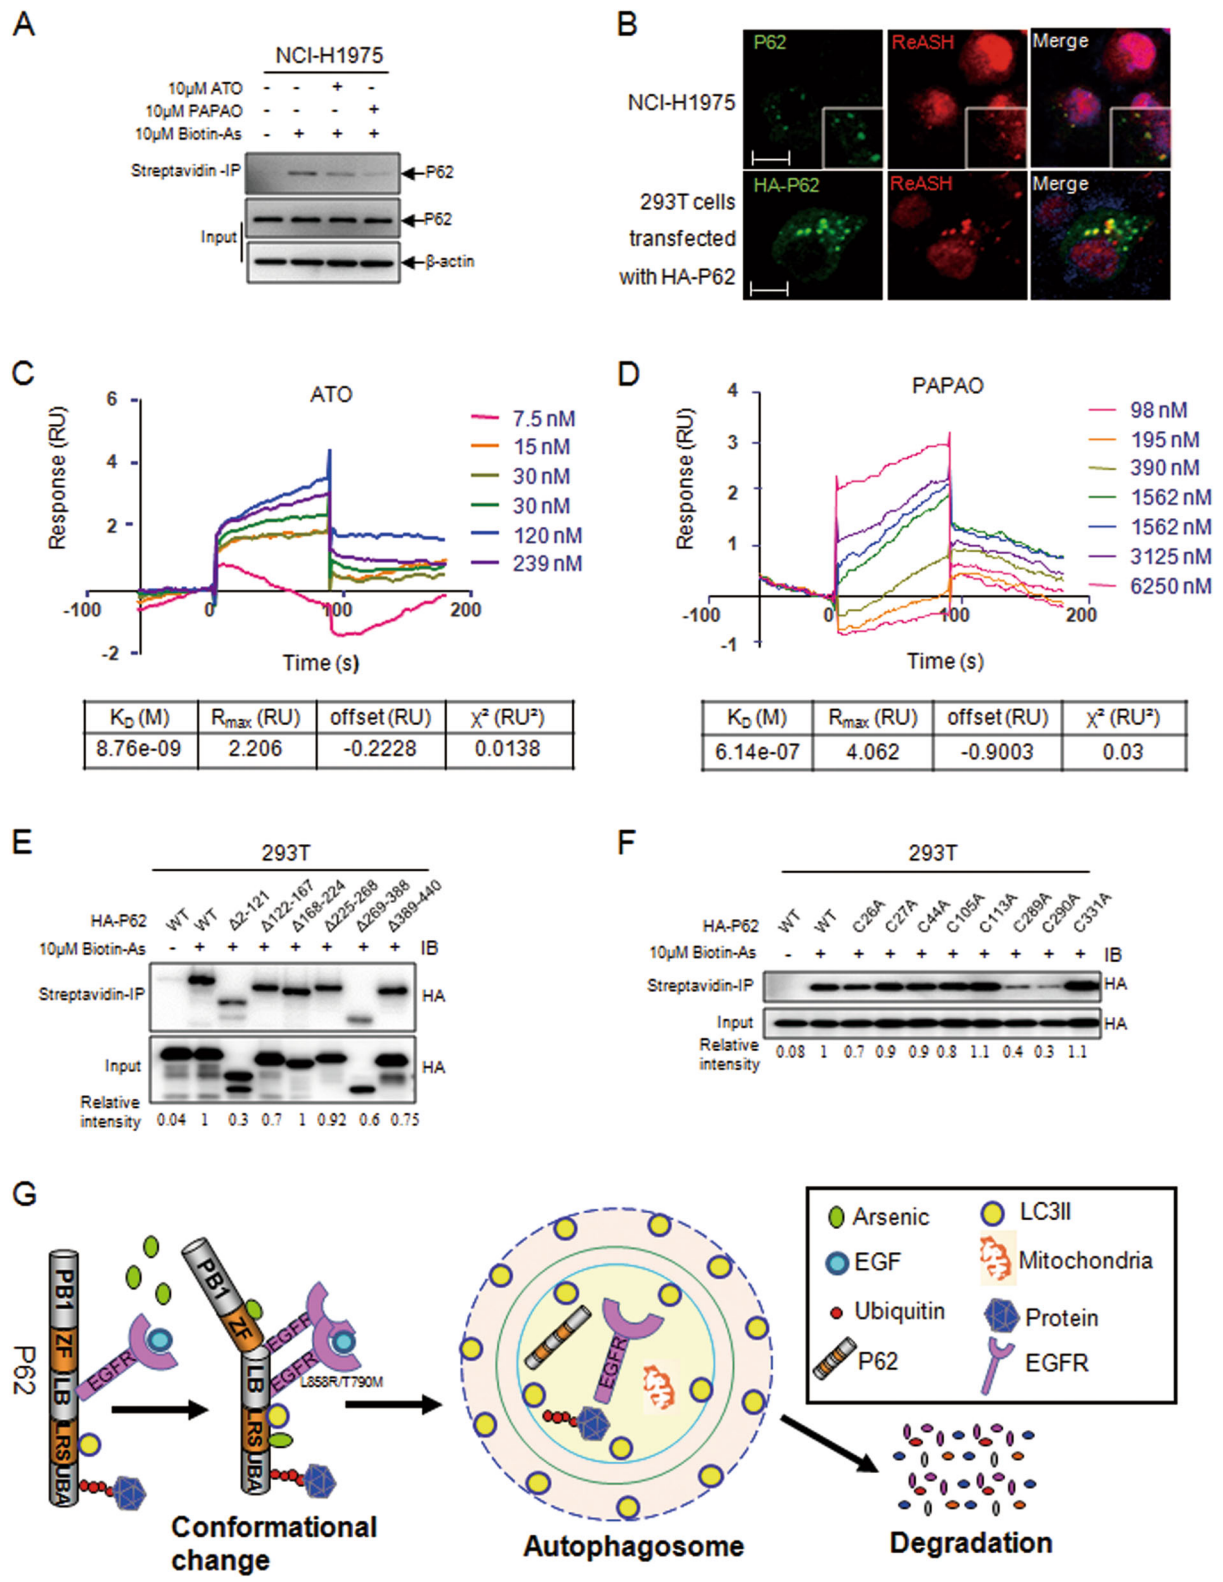 A
NCI-H1975
10μM ATO - - + -
10μM PAPAO - - - +
10μM Biotin-As - + + +
Streptavidin -IP P62
Input P62
β-actin
B
P62 ReASH Merge
NCI-H1975
HA-P62 ReASH Merge
293T cells
transfected
with HA-P62
C
ATO
Response (RU)
6
4
2
-2
-100 0 100 200
Time (s)
7.5 nM
15 nM
30 nM
30 nM
120 nM
239 nM
K_D (M) R_max (RU) offset (RU) χ² (RU²)
8.76e-09 2.206 -0.2228 0.0138
D
PAPAO
Response (RU)
4
3
2
1
-1
-100 0 100 200
Time (s)
98 nM
195 nM
390 nM
1562 nM
1562 nM
3125 nM
6250 nM
K_D (M) R_max (RU) offset (RU) χ² (RU²)
6.14e-07 4.062 -0.9003 0.03
E
293T
HA-P62 WT WT Δ2-121 Δ122-167 Δ168-224 Δ225-268 Δ269-388 Δ389-440
10μM Biotin-As - + + + + + + + IB
Streptavidin-IP HA
Input HA
Relative
intensity 0.04 1 0.3 0.7 1 0.92 0.6 0.75
F
293T
HA-P62 WT WT C26A C27A C44A C105A C113A C289A C290A C331A
10μM Biotin-As - + + + + + + + + + IB
Streptavidin-IP HA
Input HA
Relative
intensity 0.08 1 0.7 0.9 0.9 0.8 1.1 0.4 0.3 1.1
G
P62
PB1
ZF
LB
LRS
UBA
EGFR
PB1
ZF
LB
LRS
UBA
EGFR
EGFR
L858R/T790M
Conformational
change
EGFR
Autophagosome
Degradation
Arsenic LC3II
EGF Mitochondria
Ubiquitin Protein
P62 EGFR